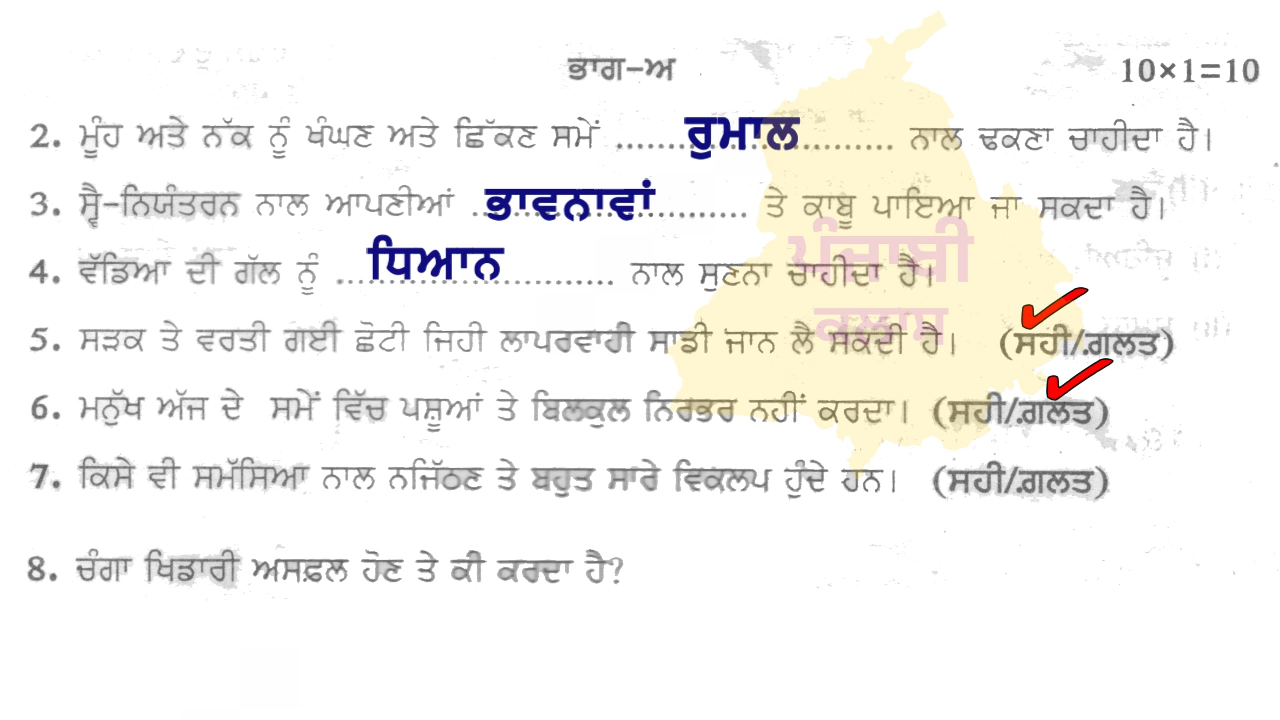 ਭਾਗ-ਅ 10×1=10
2. ਮੂੰਹ ਅਤੇ ਨੱਕ ਨੂੰ ਖੰਘਣ ਅਤੇ ਛਿੱਕਣ ਸਮੇਂ ......ਰੁਮਾਲ...... ਨਾਲ ਢਕਣਾ ਚਾਹੀਦਾ ਹੈ।
3. ਸ੍ਵੈ-ਨਿਯੰਤਰਨ ਨਾਲ ਆਪਣੀਆਂ ......ਭਾਵਨਾਵਾਂ...... ਤੇ ਕਾਬੂ ਪਾਇਆ ਜਾ ਸਕਦਾ ਹੈ।
4. ਵੱਡਿਆ ਦੀ ਗੱਲ ਨੂੰ ......ਧਿਆਨ...... ਨਾਲ ਸੁਣਨਾ ਚਾਹੀਦਾ ਹੈ।
ਪੰਜਾਬੀ
ਕਲਾਸ
5. ਸੜਕ ਤੇ ਵਰਤੀ ਗਈ ਛੋਟੀ ਜਿਹੀ ਲਾਪਰਵਾਹੀ ਸਾਡੀ ਜਾਨ ਲੈ ਸਕਦੀ ਹੈ। (ਸਹੀ/ਗ਼ਲਤ)
6. ਮਨੁੱਖ ਅੱਜ ਦੇ ਸਮੇਂ ਵਿੱਚ ਪਸ਼ੂਆਂ ਤੇ ਬਿਲਕੁਲ ਨਿਰਭਰ ਨਹੀਂ ਕਰਦਾ। (ਸਹੀ/ਗ਼ਲਤ)
7. ਕਿਸੇ ਵੀ ਸਮੱਸਿਆ ਨਾਲ ਨਜਿੱਠਣ ਤੇ ਬਹੁਤ ਸਾਰੇ ਵਿਕਲਪ ਹੁੰਦੇ ਹਨ। (ਸਹੀ/ਗ਼ਲਤ)
8. ਚੰਗਾ ਖਿਡਾਰੀ ਅਸਫ਼ਲ ਹੋਣ ਤੇ ਕੀ ਕਰਦਾ ਹੈ?